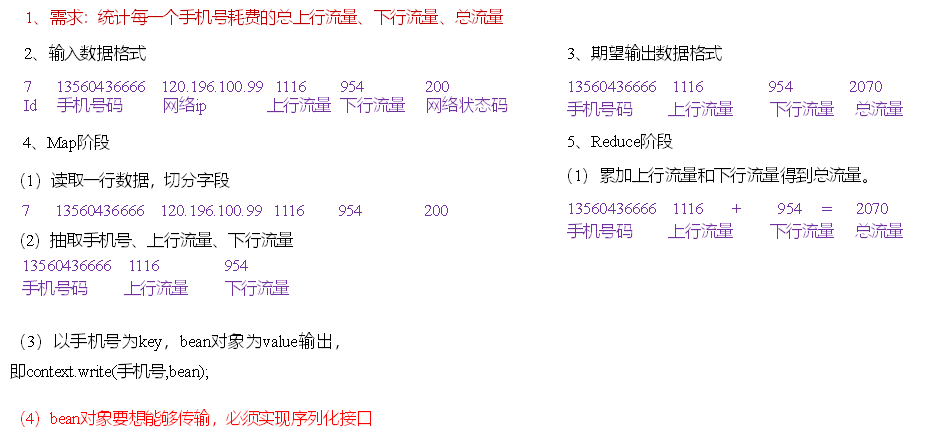 1、需求：统计每一个手机号耗费的总上行流量、下行流量、总流量
2、输入数据格式
7 13560436666 120.196.100.99 1116 954 200
Id 手机号码 网络ip 上行流量 下行流量 网络状态码
3、期望输出数据格式
13560436666 1116 954 2070
手机号码 上行流量 下行流量 总流量
4、Map阶段
（1）读取一行数据，切分字段
7 13560436666 120.196.100.99 1116 954 200
（2）抽取手机号、上行流量、下行流量
13560436666 1116 954
手机号码 上行流量 下行流量
（3）以手机号为key，bean对象为value输出，
即context.write(手机号,bean);
（4）bean对象要想能够传输，必须实现序列化接口
5、Reduce阶段
（1）累加上行流量和下行流量得到总流量。
13560436666 1116 + 954 = 2070
手机号码 上行流量 下行流量 总流量